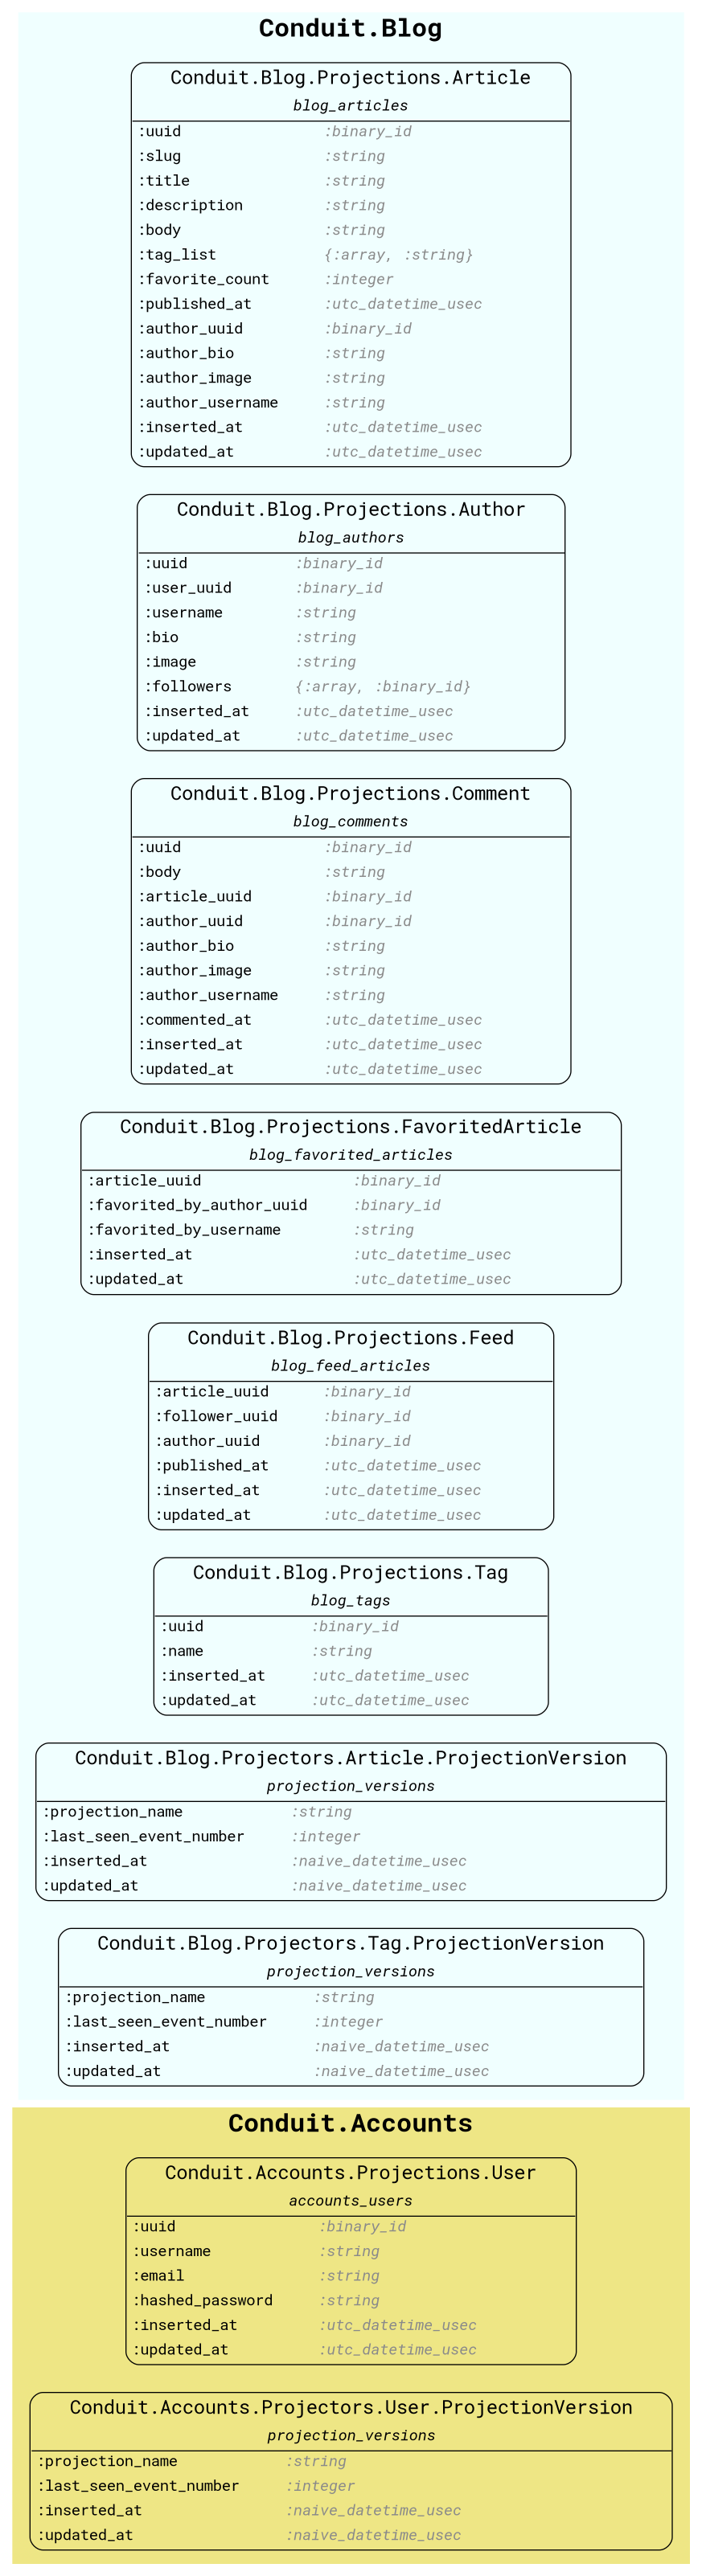 Conduit.Blog
Conduit.Blog.Projections.Article
blog_articles
:uuid :binary_id
:slug :string
:title :string
:description :string
:body :string
:tag_list {:array, :string}
:favorite_count :integer
:published_at :utc_datetime_usec
:author_uuid :binary_id
:author_bio :string
:author_image :string
:author_username :string
:inserted_at :utc_datetime_usec
:updated_at :utc_datetime_usec
Conduit.Blog.Projections.Author
blog_authors
:uuid :binary_id
:user_uuid :binary_id
:username :string
:bio :string
:image :string
:followers {:array, :binary_id}
:inserted_at :utc_datetime_usec
:updated_at :utc_datetime_usec
Conduit.Blog.Projections.Comment
blog_comments
:uuid :binary_id
:body :string
:article_uuid :binary_id
:author_uuid :binary_id
:author_bio :string
:author_image :string
:author_username :string
:commented_at :utc_datetime_usec
:inserted_at :utc_datetime_usec
:updated_at :utc_datetime_usec
Conduit.Blog.Projections.FavoritedArticle
blog_favorited_articles
:article_uuid :binary_id
:favorited_by_author_uuid :binary_id
:favorited_by_username :string
:inserted_at :utc_datetime_usec
:updated_at :utc_datetime_usec
Conduit.Blog.Projections.Feed
blog_feed_articles
:article_uuid :binary_id
:follower_uuid :binary_id
:author_uuid :binary_id
:published_at :utc_datetime_usec
:inserted_at :utc_datetime_usec
:updated_at :utc_datetime_usec
Conduit.Blog.Projections.Tag
blog_tags
:uuid :binary_id
:name :string
:inserted_at :utc_datetime_usec
:updated_at :utc_datetime_usec
Conduit.Blog.Projectors.Article.ProjectionVersion
projection_versions
:projection_name :string
:last_seen_event_number :integer
:inserted_at :naive_datetime_usec
:updated_at :naive_datetime_usec
Conduit.Blog.Projectors.Tag.ProjectionVersion
projection_versions
:projection_name :string
:last_seen_event_number :integer
:inserted_at :naive_datetime_usec
:updated_at :naive_datetime_usec
Conduit.Accounts
Conduit.Accounts.Projections.User
accounts_users
:uuid :binary_id
:username :string
:email :string
:hashed_password :string
:inserted_at :utc_datetime_usec
:updated_at :utc_datetime_usec
Conduit.Accounts.Projectors.User.ProjectionVersion
projection_versions
:projection_name :string
:last_seen_event_number :integer
:inserted_at :naive_datetime_usec
:updated_at :naive_datetime_usec